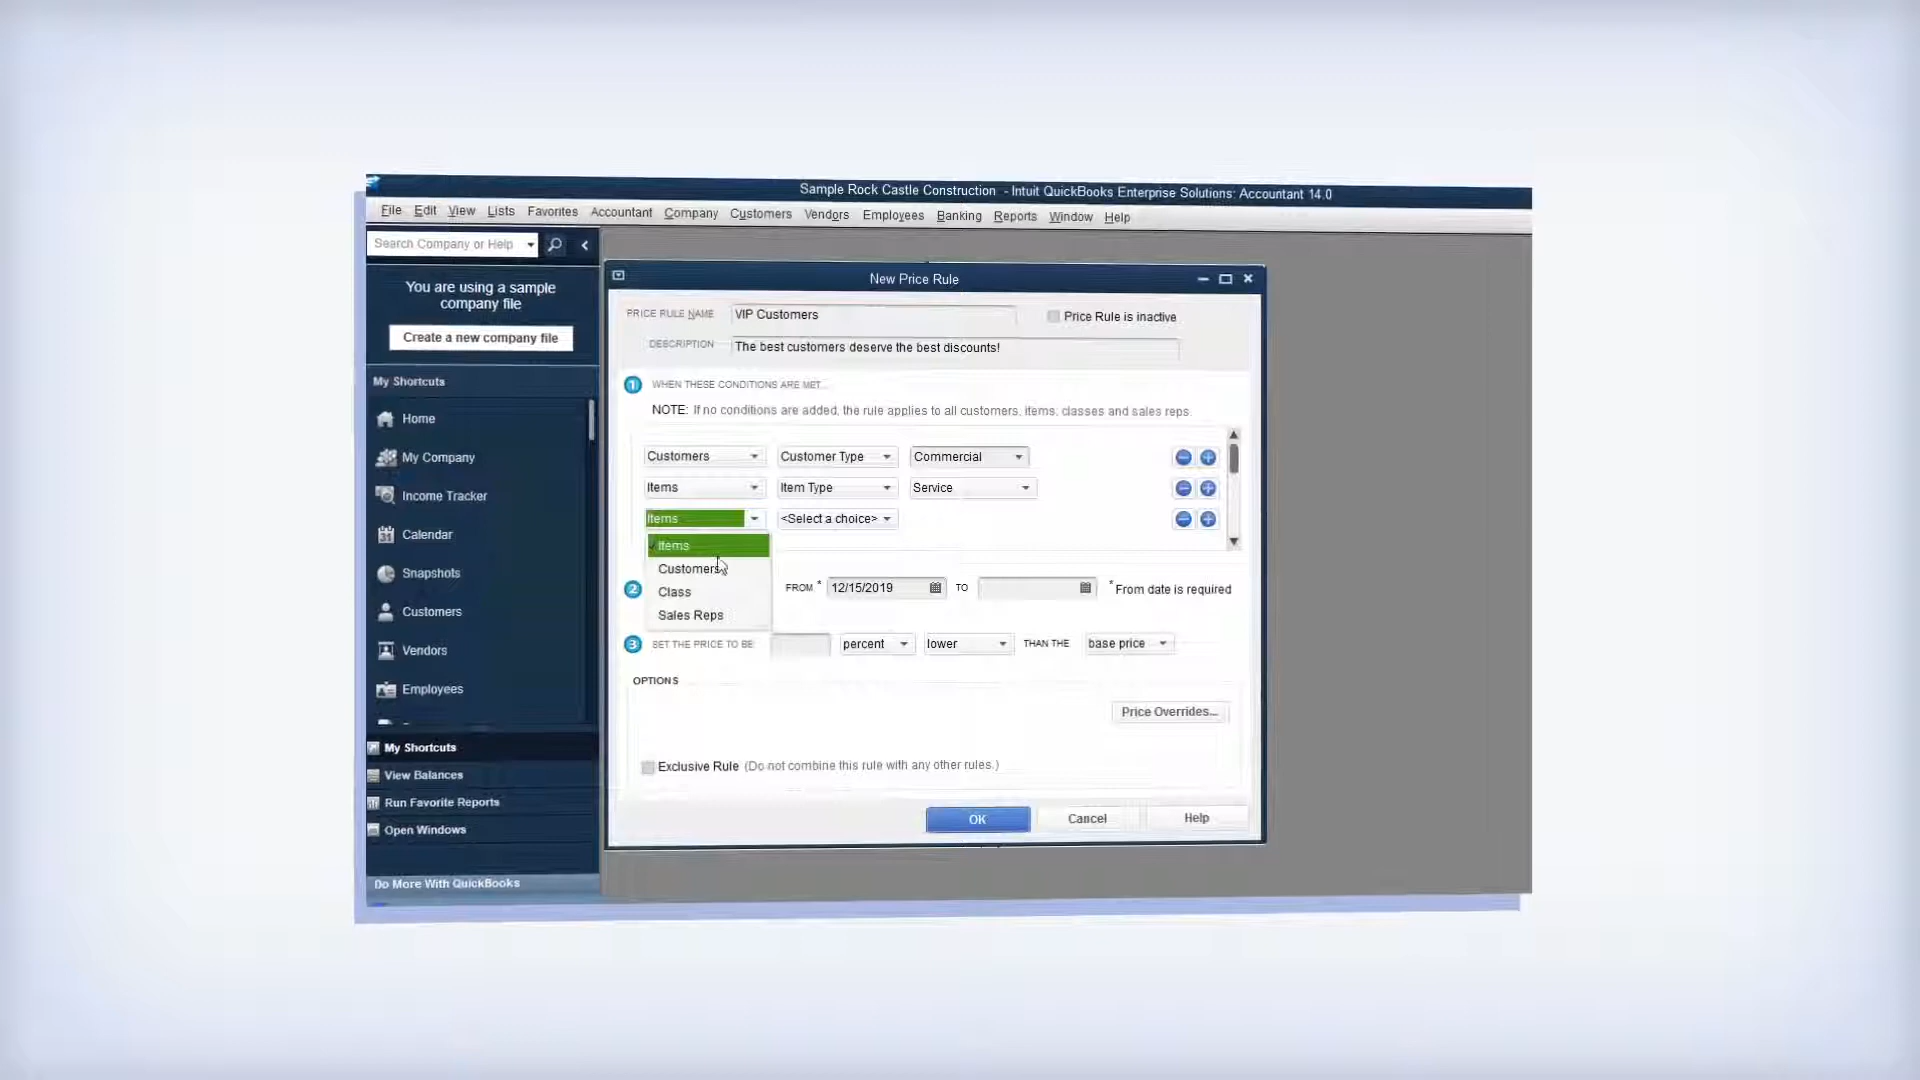 Sample Rock Castle Construction - Intuit QuickBooks Enterprise Solutions: Accountant 14.0
File Edit View Lists Favorites Accountant Company Customers Vendors Employees Banking Reports Window Help
Search Company or Help
You are using a sample
company file
Create a new company file
My Shortcuts
Home
My Company
Income Tracker
Calendar
Snapshots
Customers
Vendors
Employees
My Shortcuts
View Balances
Run Favorite Reports
Open Windows
Do More With QuickBooks
New Price Rule
PRICE RULE NAME VIP Customers Price Rule is inactive
DESCRIPTION The best customers deserve the best discounts!
1 WHEN THESE CONDITIONS ARE MET...
NOTE: If no conditions are added, the rule applies to all customers, items, classes and sales reps.
Customers Customer Type Commercial
Items Item Type Service
Items <Select a choice>
Items
Customers
Class
Sales Reps
2 FROM * 12/15/2019 TO * From date is required
3 SET THE PRICE TO BE percent lower THAN THE base price
OPTIONS
Price Overrides...
Exclusive Rule (Do not combine this rule with any other rules.)
OK Cancel Help